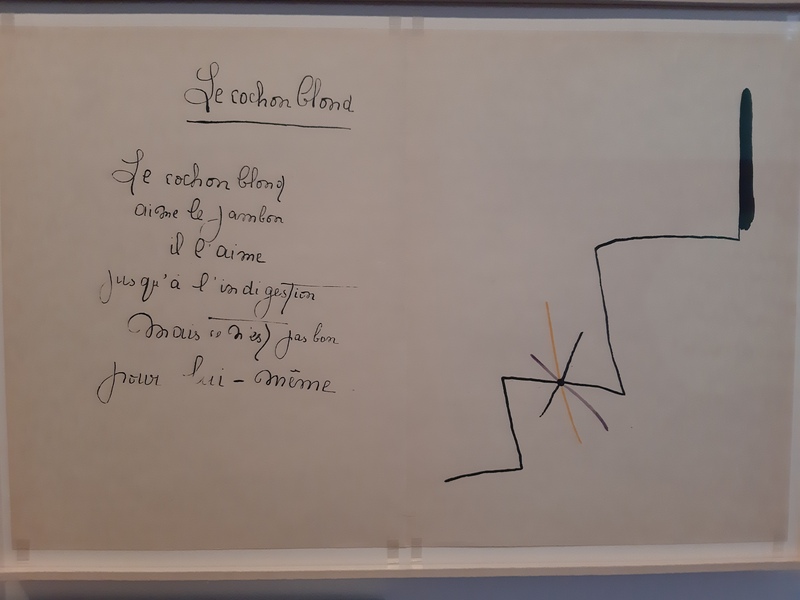 Le cochon blond
Le cochon blond
aime le jambon
il l'aime
jusqu'à l'indigestion
mais ce n'est pas bon
pour lui-même